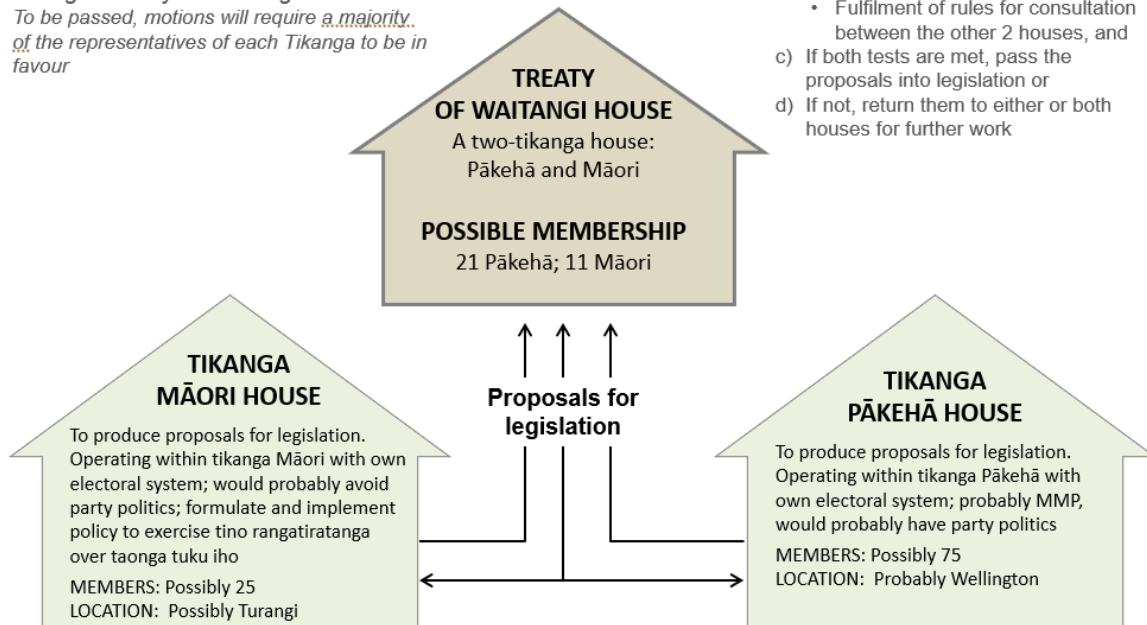 To be passed, motions will require a majority
of the representatives of each Tikanga to be in
favour
• Fulfilment of rules for consultation
between the other 2 houses, and
c) If both tests are met, pass the
proposals into legislation or
d) If not, return them to either or both
houses for further work
TREATY
OF WAITANGI HOUSE
A two-tikanga house:
Pākehā and Māori
POSSIBLE MEMBERSHIP
21 Pākehā; 11 Māori
Proposals for
legislation
TIKANGA
MĀORI HOUSE
To produce proposals for legislation.
Operating within tikanga Māori with own
electoral system; would probably avoid
party politics; formulate and implement
policy to exercise tino rangatiratanga
over taonga tuku iho
MEMBERS: Possibly 25
LOCATION: Possibly Turangi
TIKANGA
PĀKEHĀ HOUSE
To produce proposals for legislation.
Operating within tikanga Pākehā with
own electoral system; probably MMP,
would probably have party politics
MEMBERS: Possibly 75
LOCATION: Probably Wellington